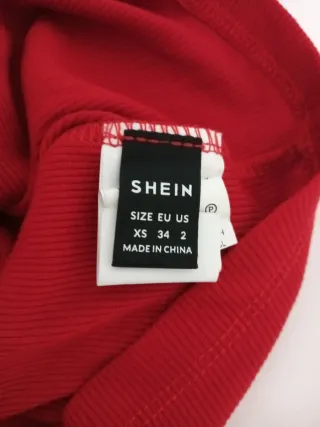 SHEIN
SIZE EU US
XS 34 2
MADE IN CHINA
P